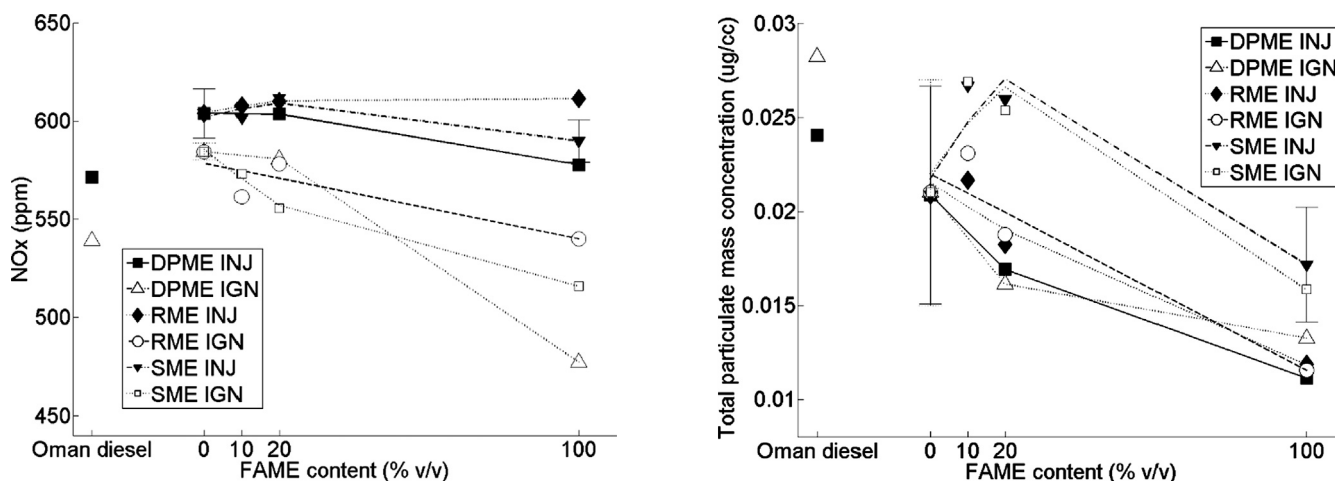 650
600
550
500
450
NOx (ppm)
DPME INJ
DPME IGN
RME INJ
RME IGN
SME INJ
SME IGN
Oman diesel 0 10 20 100
FAME content (% v/v)
0.03
0.025
0.02
0.015
0.01
Total particulate mass concentration (ug/cc)
DPME INJ
DPME IGN
RME INJ
RME IGN
SME INJ
SME IGN
Oman diesel 0 10 20 100
FAME content (% v/v)